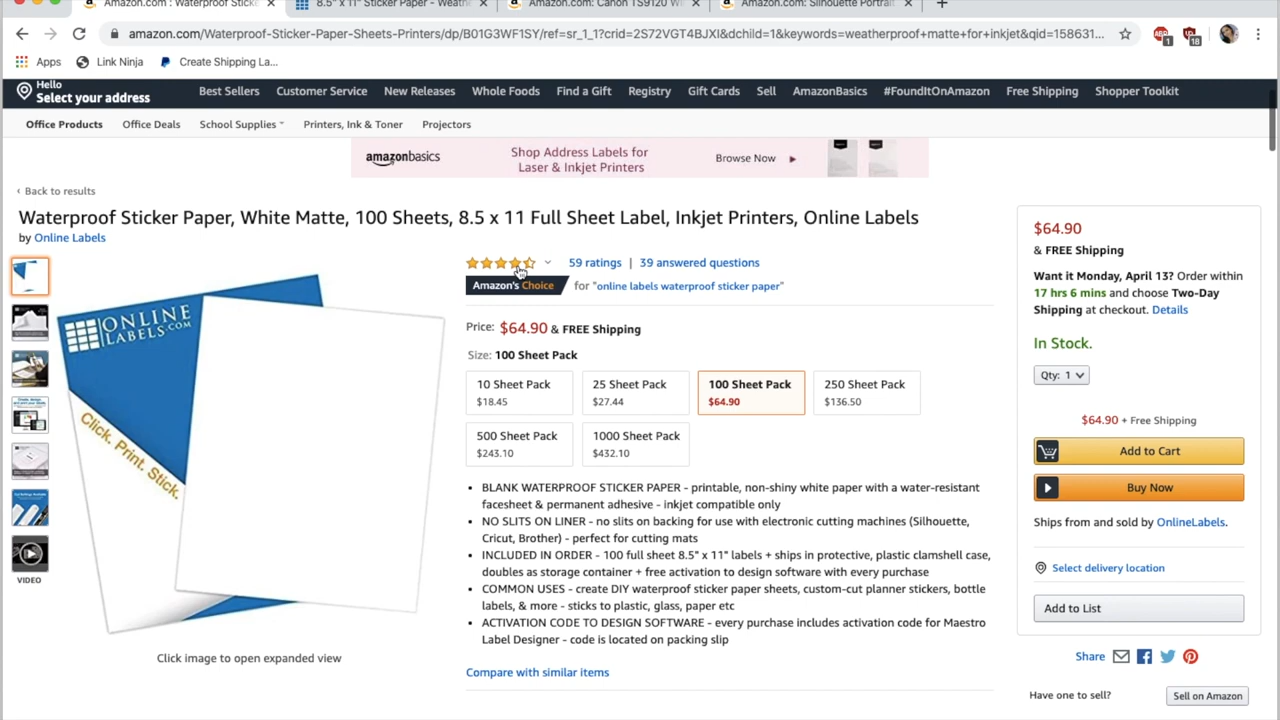 Amazon.com : Waterproof Sticke
8.5" x 11" Sticker Paper - Weath
Amazon.com: Canon TS9120 Wi
Amazon.com: Silhouette Portrait
amazon.com/Waterproof-Sticker-Paper-Sheets-Printers/dp/B01G3WF1SY/ref=sr_1_1?crid=2S72VGT4BJXI&dchild=1&keywords=weatherproof+matte+for+inkjet&qid=158631...
1
18
Apps
Link Ninja
Create Shipping La...
Hello
Select your address
Best Sellers
Customer Service
New Releases
Whole Foods
Find a Gift
Registry
Gift Cards
Sell
AmazonBasics
#FoundItOnAmazon
Free Shipping
Shopper Toolkit
Office Products
Office Deals
School Supplies
Printers, Ink & Toner
Projectors
amazonbasics
Shop Address Labels for
Laser & Inkjet Printers
Browse Now
‹ Back to results
Waterproof Sticker Paper, White Matte, 100 Sheets, 8.5 x 11 Full Sheet Label, Inkjet Printers, Online Labels
by Online Labels
59 ratings | 39 answered questions
Amazon's Choice for "online labels waterproof sticker paper"
Price: $64.90 & FREE Shipping
Size: 100 Sheet Pack
10 Sheet Pack
$18.45
25 Sheet Pack
$27.44
100 Sheet Pack
$64.90
250 Sheet Pack
$136.50
500 Sheet Pack
$243.10
1000 Sheet Pack
$432.10
• BLANK WATERPROOF STICKER PAPER - printable, non-shiny white paper with a water-resistant
facesheet & permanent adhesive - inkjet compatible only
• NO SLITS ON LINER - no slits on backing for use with electronic cutting machines (Silhouette,
Cricut, Brother) - perfect for cutting mats
• INCLUDED IN ORDER - 100 full sheet 8.5" x 11" labels + ships in protective, plastic clamshell case,
doubles as storage container + free activation to design software with every purchase
• COMMON USES - create DIY waterproof sticker paper sheets, custom-cut planner stickers, bottle
labels, & more - sticks to plastic, glass, paper etc
• ACTIVATION CODE TO DESIGN SOFTWARE - every purchase includes activation code for Maestro
Label Designer - code is located on packing slip
Compare with similar items
ONLINE
LABELS.COM
Click. Print. Stick.
VIDEO
Click image to open expanded view
$64.90
& FREE Shipping
Want it Monday, April 13? Order within
17 hrs 6 mins and choose Two-Day
Shipping at checkout. Details
In Stock.
Qty: 1
$64.90 + Free Shipping
Add to Cart
Buy Now
Ships from and sold by OnlineLabels.
Select delivery location
Add to List
Share
Have one to sell?
Sell on Amazon